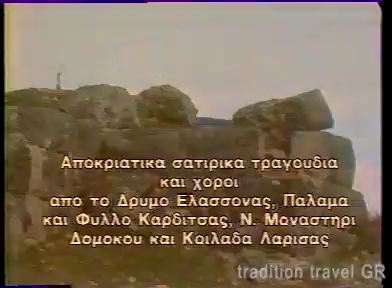 Αποκριατικα σατιρικα τραγουδια
και χοροι
απο το Δρυμο Ελασσονας, Παλαμα
και Φυλλο Καρδιτσας, Ν. Μοναστηρι
Δομοκου και Κοιλαδα Λαρισας
tradition travel GR